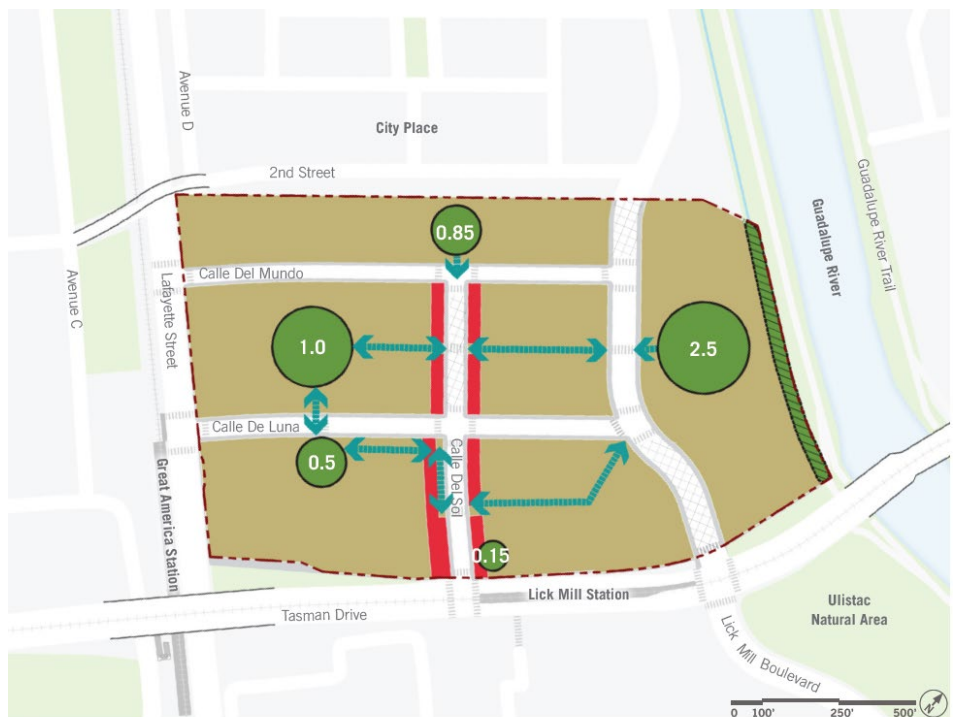 Avenue D
City Place
2nd Street
Guadalupe River Trail
Guadalupe River
0.85
Calle Del Mundo
Avenue C
Lafayette Street
1.0
2.5
Calle De Luna
0.5
Calle Del Sol
Great America Station
0.15
Lick Mill Station
Ulistac
Natural Area
Tasman Drive
Lick Mill Boulevard
0 100' 250' 500'
N